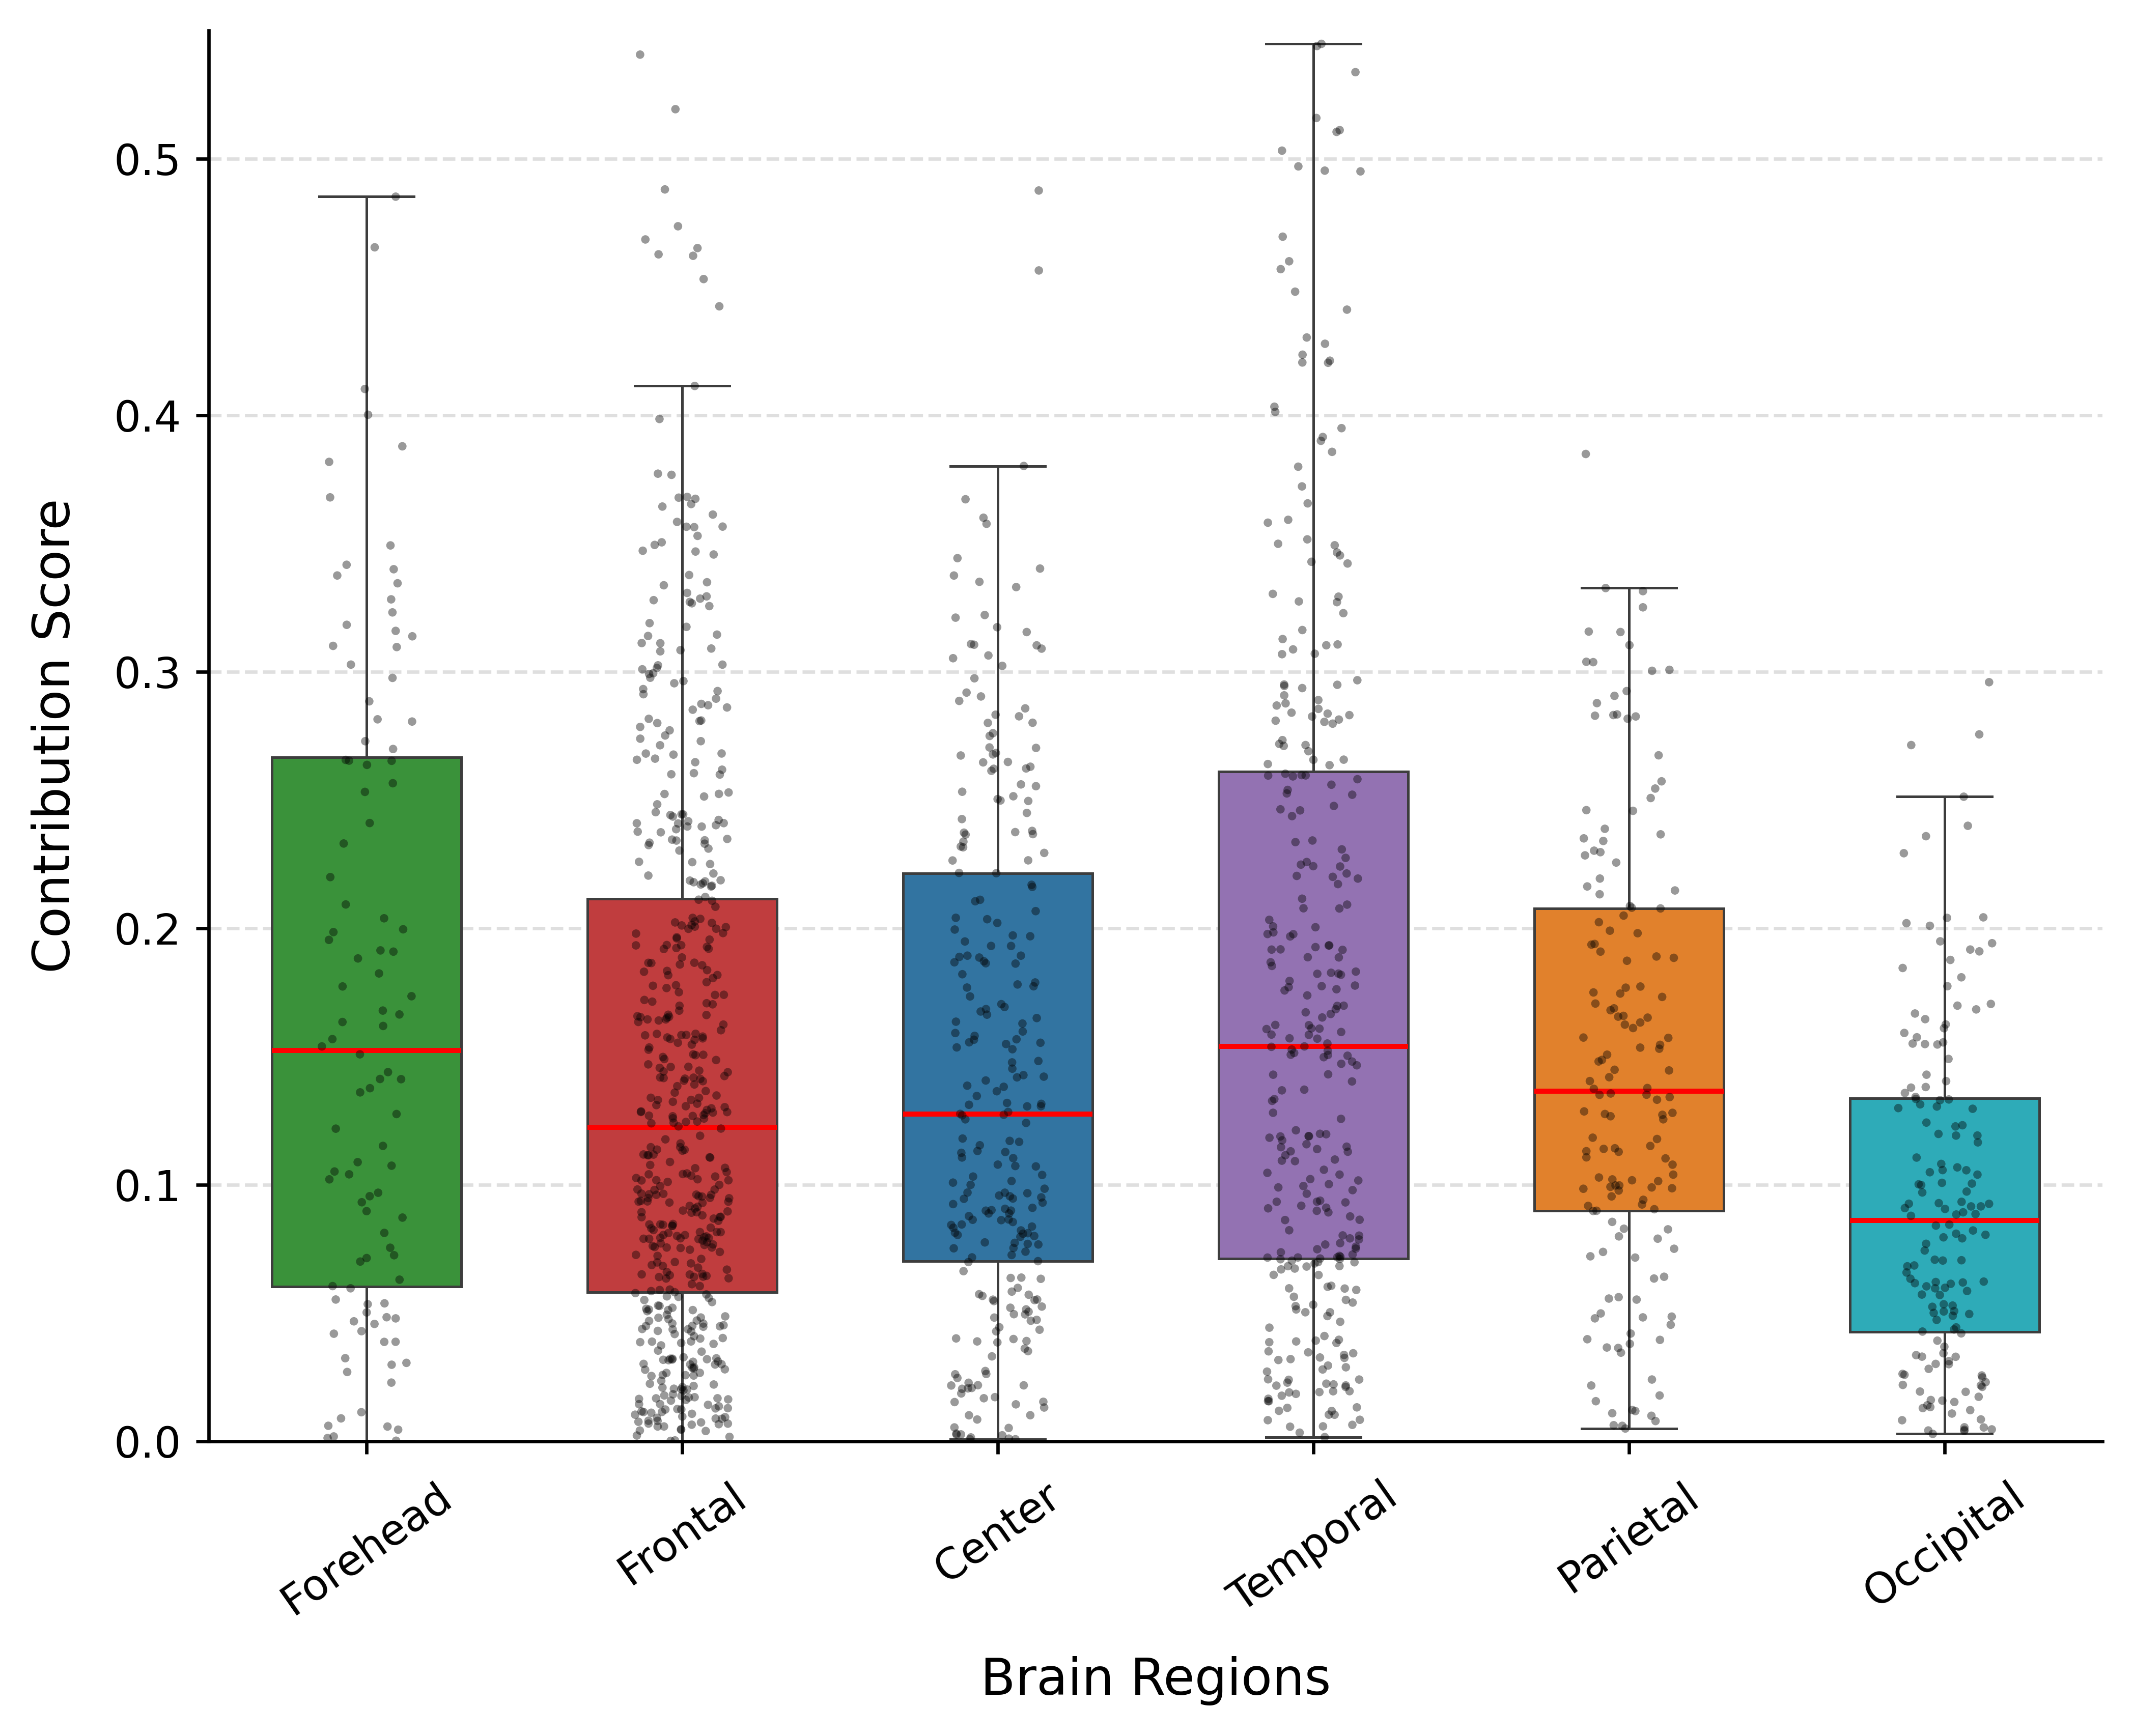 Contribution Score
0.5
0.4
0.3
0.2
0.1
0.0
Forehead
Frontal
Center
Temporal
Parietal
Occipital
Brain Regions